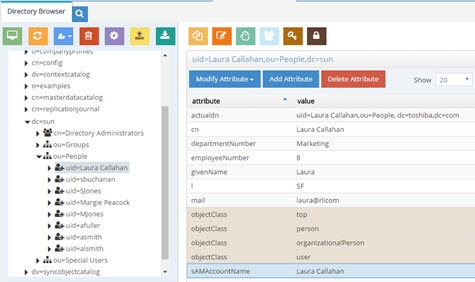 Directory Browser
o=companyprofiles
cn=config
dv=contextcatalog
o=examples
cn=masterdatacatalog
cn=replicationjournal
dc=sun
cn=Directory Administrators
ou=Groups
ou=People
uid=Laura Callahan
uid=sbuchanan
uid=SJones
uid=Margie Peacock
uid=MJones
uid=afuller
uid=asmith
uid=alsmith
ou=Special Users
dv=syncobjectcatalog
uid=Laura Callahan,ou=People,dc=sun
Modify Attribute Add Attribute Delete Attribute Show 20
attribute value
actualdn uid=Laura Callahan,ou=People, dc=toshiba,dc=com
cn Laura Callahan
departmentNumber Marketing
employeeNumber 8
givenName Laura
l SF
mail laura@rli.com
objectClass top
objectClass person
objectClass organizationalPerson
objectClass user
sAMAccountName Laura Callahan